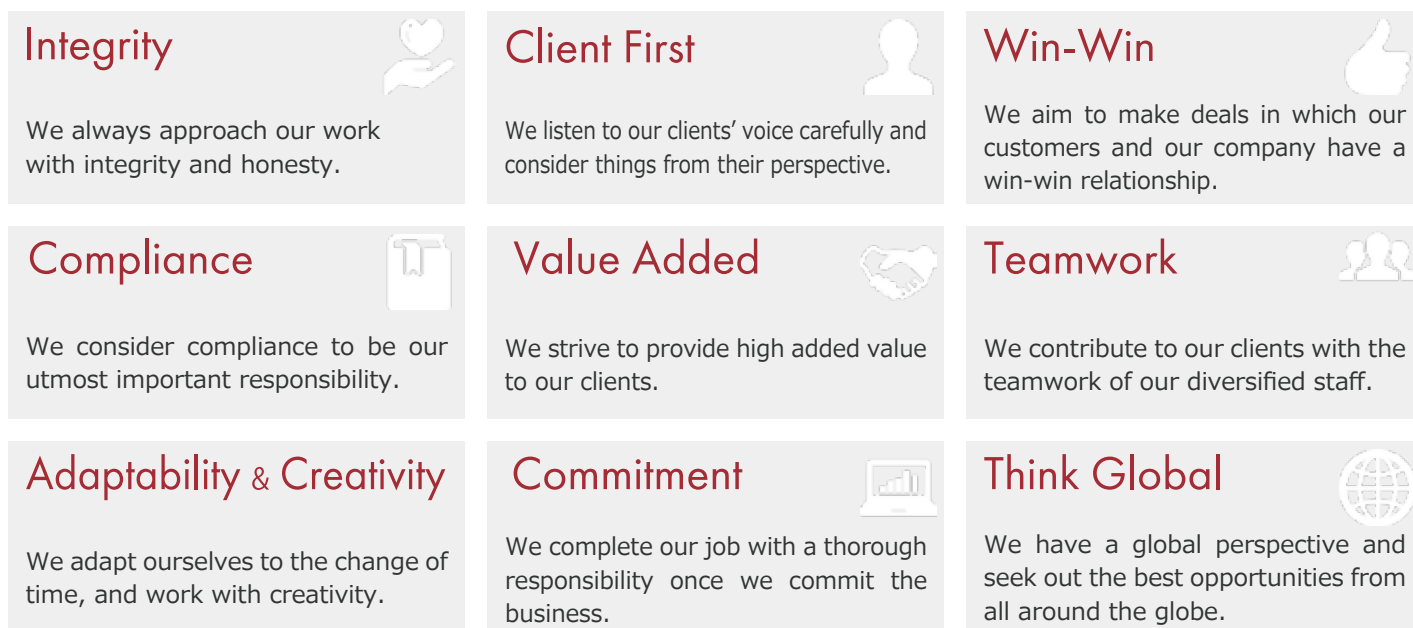 Integrity
We always approach our work
with integrity and honesty.
Client First
We listen to our clients’ voice carefully and
consider things from their perspective.
Win-Win
We aim to make deals in which our
customers and our company have a
win-win relationship.
Compliance
We consider compliance to be our
utmost important responsibility.
Value Added
We strive to provide high added value
to our clients.
Teamwork
We contribute to our clients with the
teamwork of our diversified staff.
Adaptability & Creativity
We adapt ourselves to the change of
time, and work with creativity.
Commitment
We complete our job with a thorough
responsibility once we commit the
business.
Think Global
We have a global perspective and
seek out the best opportunities from
all around the globe.